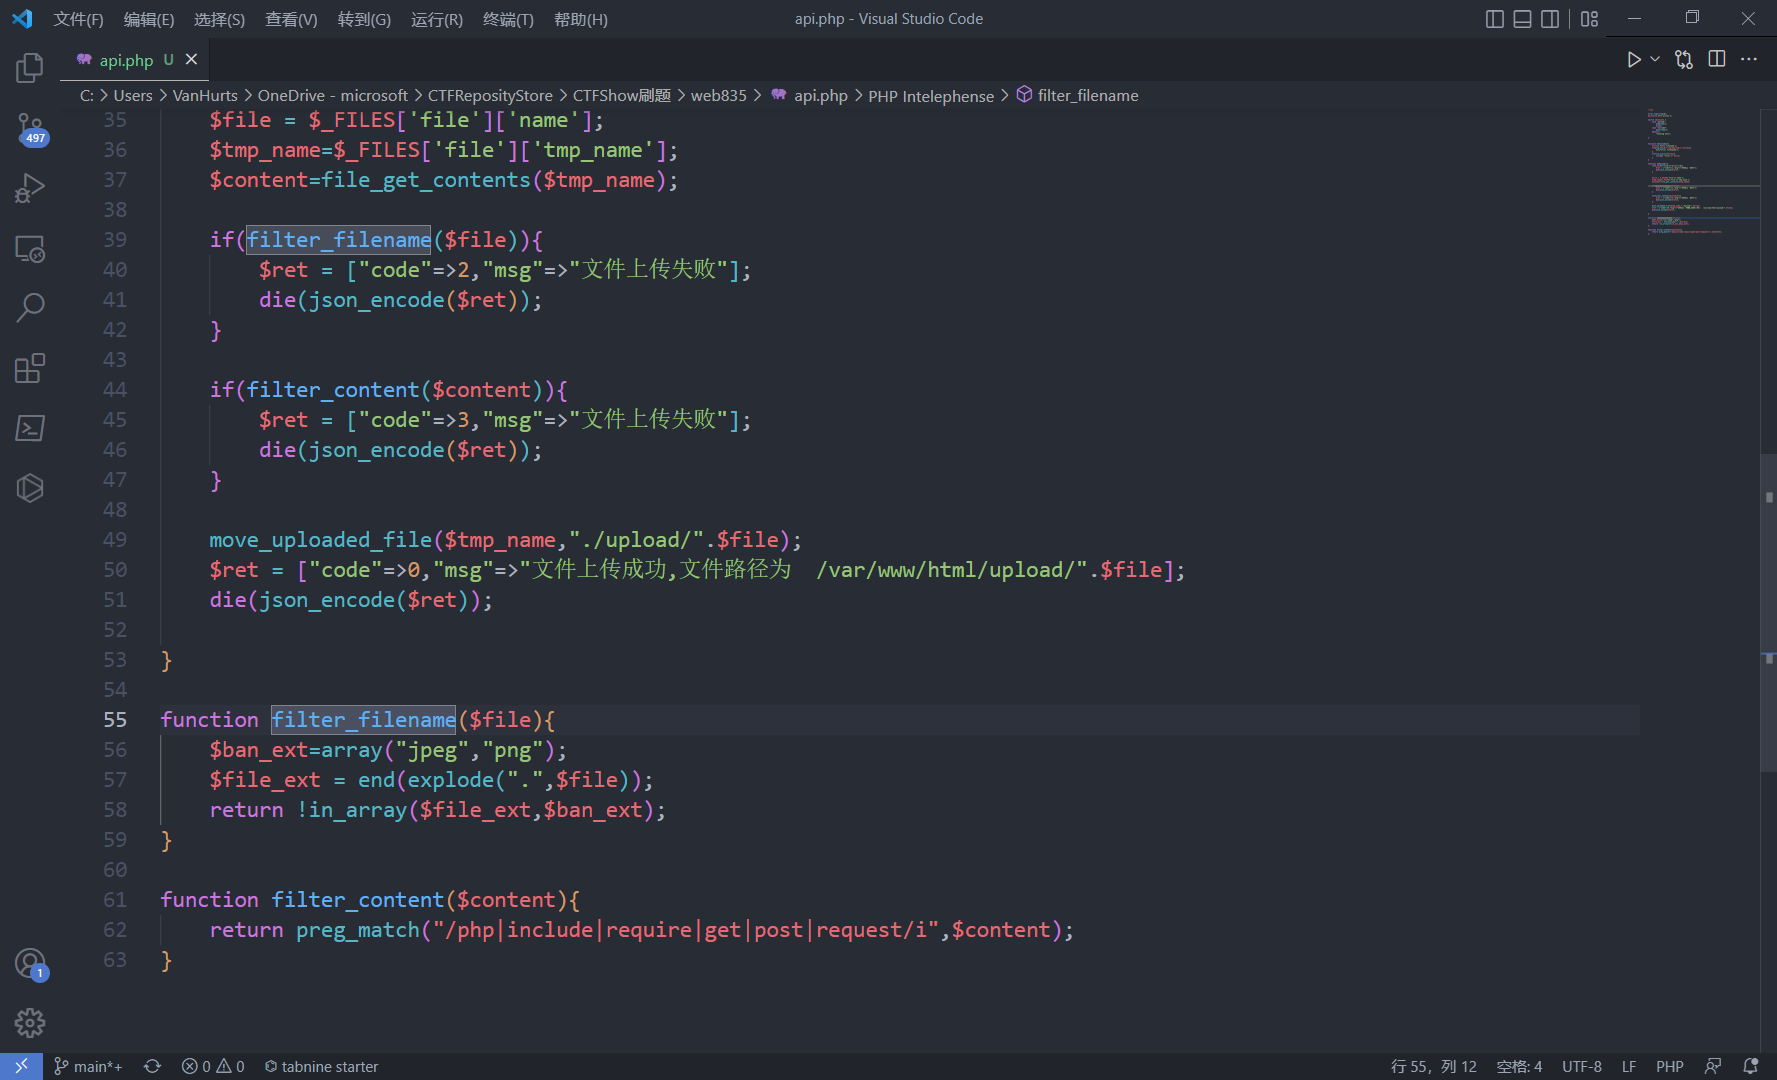 文件(F) 编辑(E) 选择(S) 查看(V) 转到(G) 运行(R) 终端(T) 帮助(H) api.php - Visual Studio Code
api.php U
C: > Users > VanHurts > OneDrive - microsoft > CTFRepositryStore > CTFShow刷题 > web835 > api.php > PHP Intelephense > filter_filename
497
1
35 $file = $_FILES['file']['name'];
36 $tmp_name=$_FILES['file']['tmp_name'];
37 $content=file_get_contents($tmp_name);
38
39 if(filter_filename($file)){
40 $ret = ["code"=>2,"msg"=>"文件上传失败"];
41 die(json_encode($ret));
42 }
43
44 if(filter_content($content)){
45 $ret = ["code"=>3,"msg"=>"文件上传失败"];
46 die(json_encode($ret));
47 }
48
49 move_uploaded_file($tmp_name,"./upload/".$file);
50 $ret = ["code"=>0,"msg"=>"文件上传成功,文件路径为  /var/www/html/upload/".$file];
51 die(json_encode($ret));
52
53 }
54
55 function filter_filename($file){
56 $ban_ext=array("jpeg","png");
57 $file_ext = end(explode(".",$file));
58 return !in_array($file_ext,$ban_ext);
59 }
60
61 function filter_content($content){
62 return preg_match("/php|include|require|get|post|request/i",$content);
63 }
main*+ 0 0 tabnine starter 行 55，列 12 空格: 4 UTF-8 LF PHP